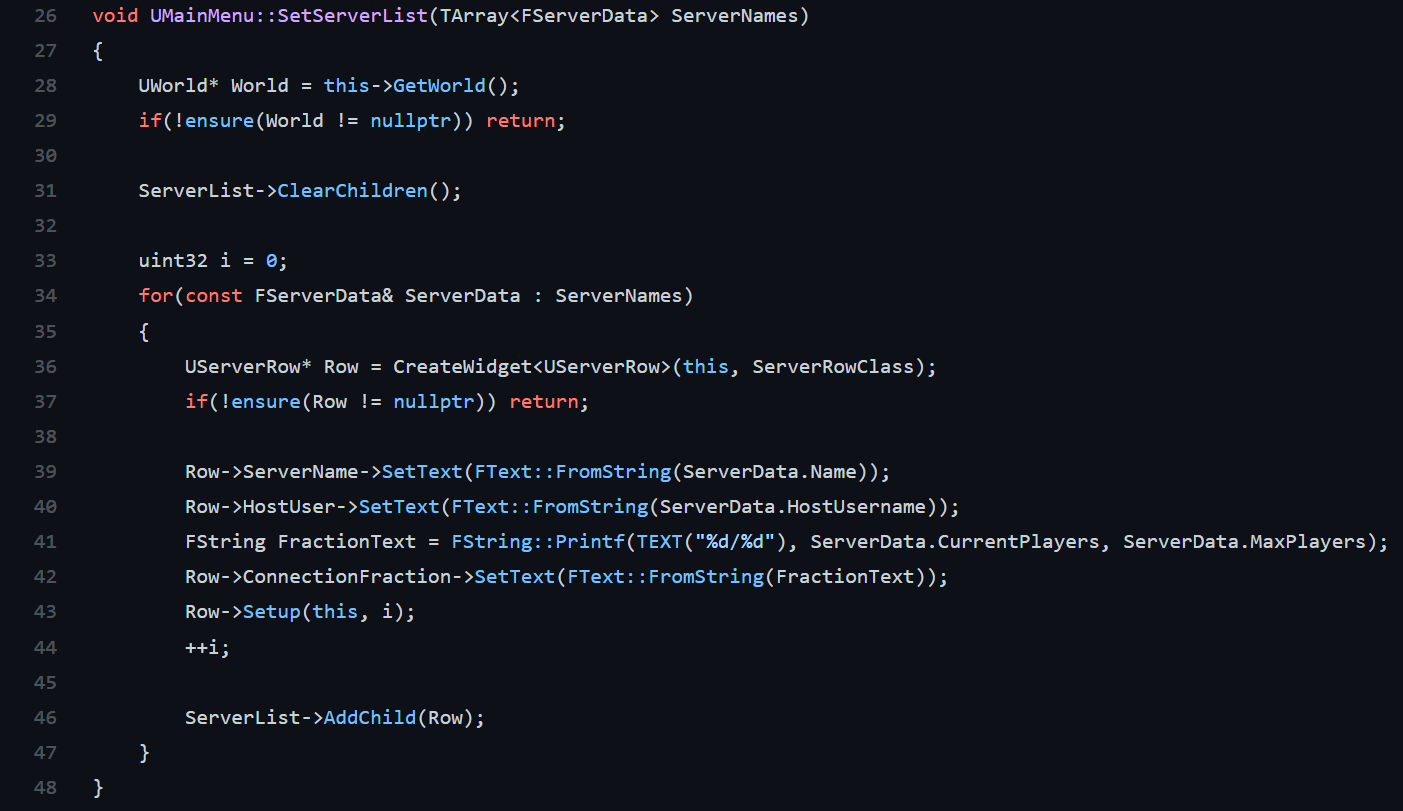 26 void UMainMenu::SetServerList(TArray<FServerData> ServerNames)
27 {
28     UWorld* World = this->GetWorld();
29     if(!ensure(World != nullptr)) return;
30
31     ServerList->ClearChildren();
32
33     uint32 i = 0;
34     for(const FServerData& ServerData : ServerNames)
35     {
36         UServerRow* Row = CreateWidget<UServerRow>(this, ServerRowClass);
37         if(!ensure(Row != nullptr)) return;
38
39         Row->ServerName->SetText(FText::FromString(ServerData.Name));
40         Row->HostUser->SetText(FText::FromString(ServerData.HostUsername));
41         FString FractionText = FString::Printf(TEXT("%d/%d"), ServerData.CurrentPlayers, ServerData.MaxPlayers);
42         Row->ConnectionFraction->SetText(FText::FromString(FractionText));
43         Row->Setup(this, i);
44         ++i;
45
46         ServerList->AddChild(Row);
47     }
48 }